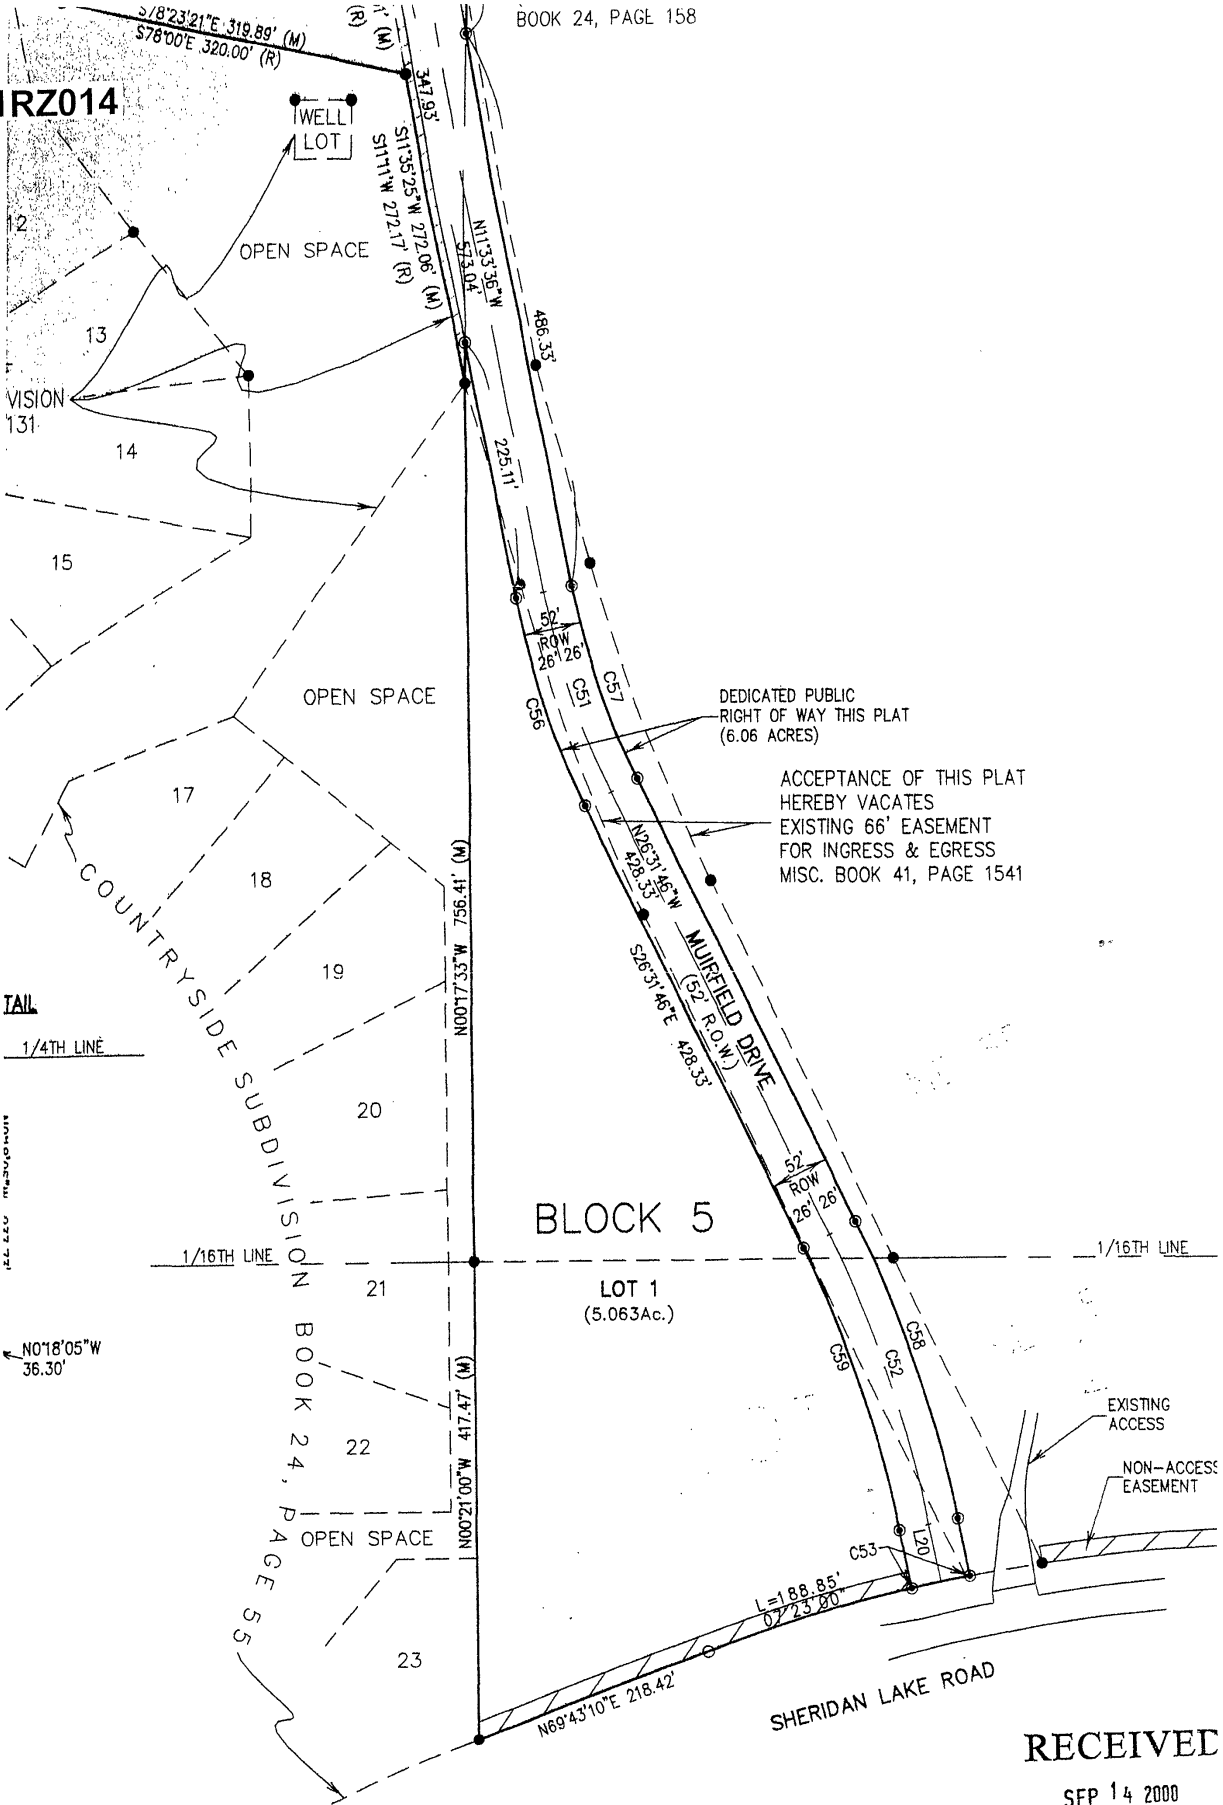 BOOK 24, PAGE 158
S78°23'21"E 319.89' (M)
S78°00'E 320.00' (R)
(M)
(R)
RZ014
WELL
LOT
347.93'
S11°35'25"W 272.06' (M)
S11°11'W 272.17' (R)
12
OPEN SPACE
N11°33'36"W
573.04'
486.33'
13
VISION
131
14
225.11'
15
52'
ROW
26' 26'
C51
C57
C56
OPEN SPACE
DEDICATED PUBLIC
RIGHT OF WAY THIS PLAT
(6.06 ACRES)
ACCEPTANCE OF THIS PLAT
HEREBY VACATES
EXISTING 66' EASEMENT
FOR INGRESS & EGRESS
MISC. BOOK 41, PAGE 1541
17
18
19
N00°17'33"W 756.41' (M)
N26°31'46"W
428.33'
MUIRFIELD DRIVE
(52' R.O.W.)
S26°31'46"E 428.33'
TAIL
1/4TH LINE
COUNTRYSIDE SUBDIVISION BOOK 24, PAGE 55
20
52'
ROW
26' 26'
BLOCK 5
1/16TH LINE
1/16TH LINE
21
LOT 1
(5.063Ac.)
N0°18'05"W
36.30'
C58
C59
C52
N00°21'00"W 417.47' (M)
22
EXISTING
ACCESS
NON-ACCESS
EASEMENT
OPEN SPACE
C53
L20
L=188.85'
07°23'00"
23
N69°43'10"E 218.42'
SHERIDAN LAKE ROAD
RECEIVED
SEP 14 2000